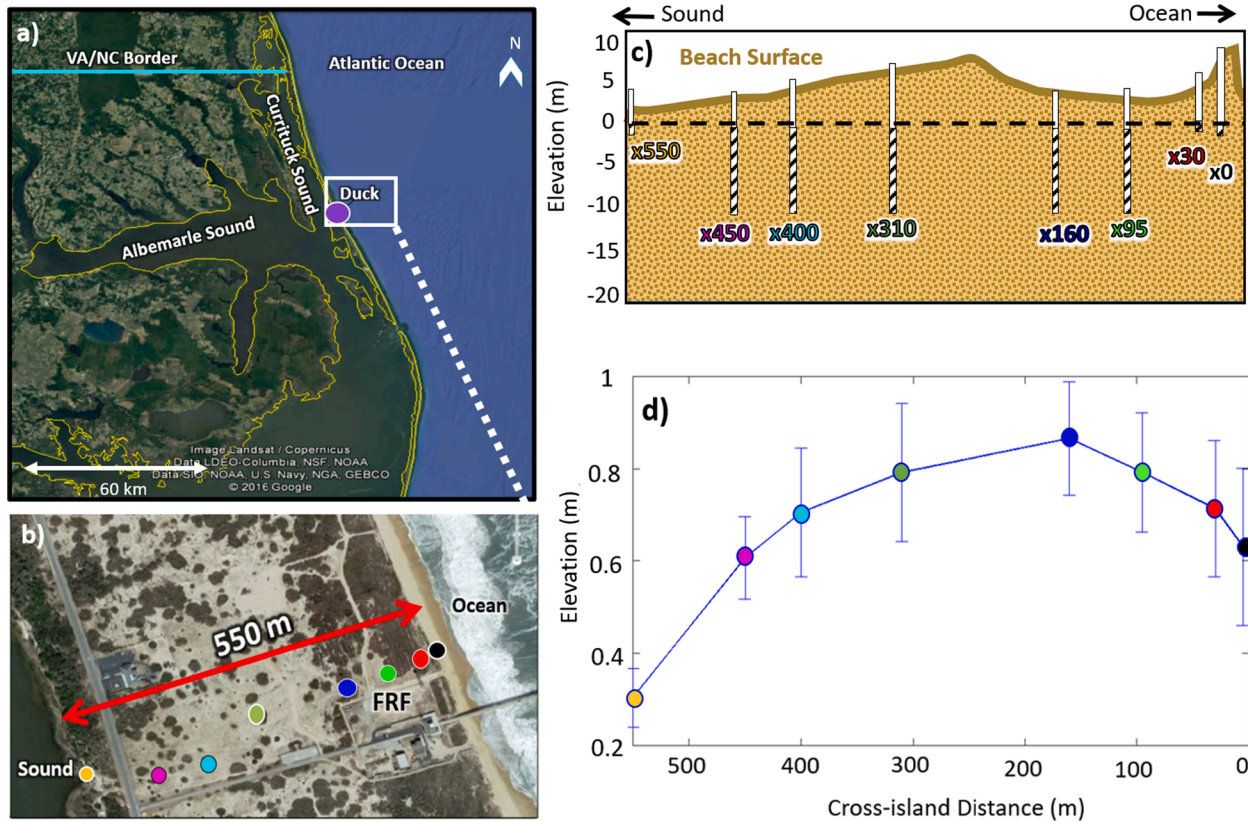 a)
VA/NC Border
N
Atlantic Ocean
Currituck Sound
Duck
Albemarle Sound
Image Landsat / Copernicus
Data LDEO-Columbia, NSF, NOAA
Data SIO, NOAA, U.S. Navy, NGA, GEBCO
© 2016 Google
60 km
b)
Ocean
550 m
FRF
Sound
Sound
Ocean
c)
Beach Surface
Elevation (m)
10
5
0
-5
-10
-15
-20
x550
x450
x400
x310
x160
x95
x30
x0
d)
Elevation (m)
1
0.8
0.6
0.4
0.2
500
400
300
200
100
0
Cross-island Distance (m)